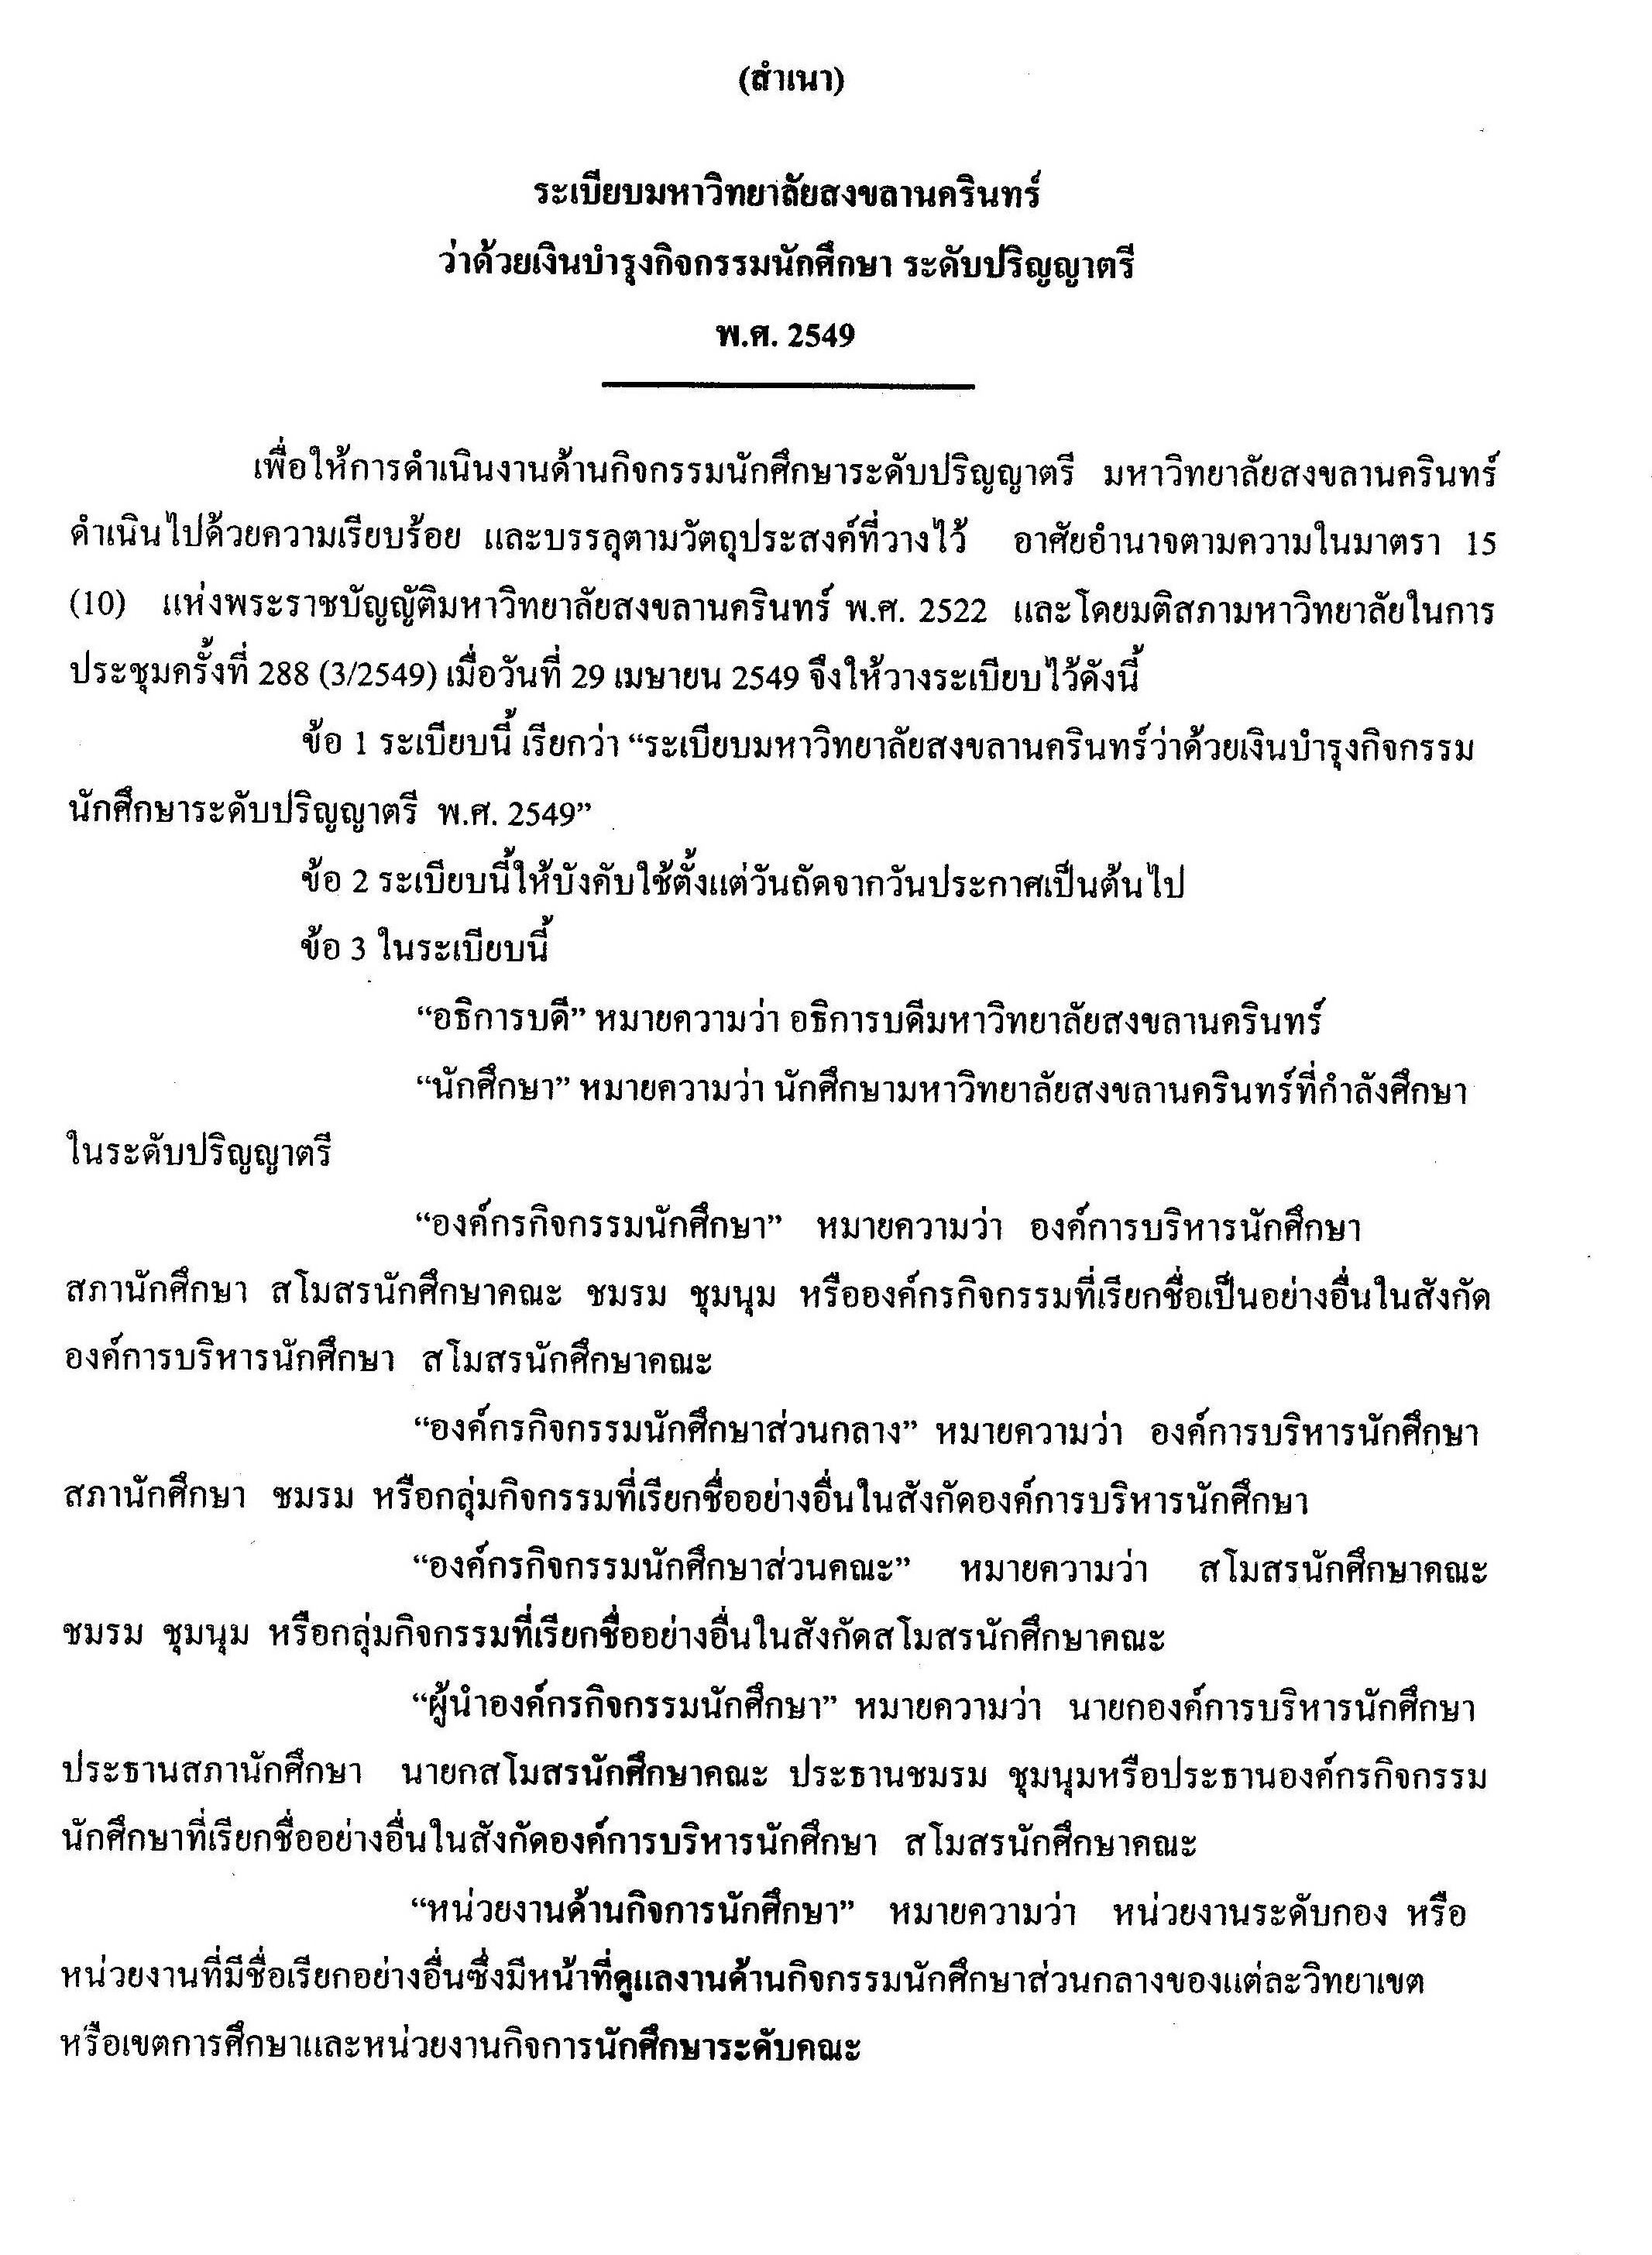 (สำเนา)
ระเบียบมหาวิทยาลัยสงขลานครินทร์
ว่าด้วยเงินบำรุงกิจกรรมนักศึกษา ระดับปริญญาตรี
พ.ศ. 2549
เพื่อให้การดำเนินงานด้านกิจกรรมนักศึกษาระดับปริญญาตรี มหาวิทยาลัยสงขลานครินทร์
ดำเนินไปด้วยความเรียบร้อย และบรรลุตามวัตถุประสงค์ที่วางไว้ อาศัยอำนาจตามความในมาตรา 15
(10) แห่งพระราชบัญญัติมหาวิทยาลัยสงขลานครินทร์ พ.ศ. 2522 และโดยมติสภามหาวิทยาลัยในการ
ประชุมครั้งที่ 288 (3/2549) เมื่อวันที่ 29 เมษายน 2549 จึงให้วางระเบียบไว้ดังนี้
ข้อ 1 ระเบียบนี้ เรียกว่า “ระเบียบมหาวิทยาลัยสงขลานครินทร์ว่าด้วยเงินบำรุงกิจกรรม
นักศึกษาระดับปริญญาตรี พ.ศ. 2549”
ข้อ 2 ระเบียบนี้ให้บังคับใช้ตั้งแต่วันถัดจากวันประกาศเป็นต้นไป
ข้อ 3 ในระเบียบนี้
“อธิการบดี” หมายความว่า อธิการบดีมหาวิทยาลัยสงขลานครินทร์
“นักศึกษา” หมายความว่า นักศึกษามหาวิทยาลัยสงขลานครินทร์ที่กำลังศึกษา
ในระดับปริญญาตรี
“องค์กรกิจกรรมนักศึกษา” หมายความว่า องค์การบริหารนักศึกษา
สภานักศึกษา สโมสรนักศึกษาคณะ ชมรม ชุมนุม หรือองค์กรกิจกรรมที่เรียกชื่อเป็นอย่างอื่นในสังกัด
องค์การบริหารนักศึกษา สโมสรนักศึกษาคณะ
“องค์กรกิจกรรมนักศึกษาส่วนกลาง” หมายความว่า องค์การบริหารนักศึกษา
สภานักศึกษา ชมรม หรือกลุ่มกิจกรรมที่เรียกชื่ออย่างอื่นในสังกัดองค์การบริหารนักศึกษา
“องค์กรกิจกรรมนักศึกษาส่วนคณะ” หมายความว่า สโมสรนักศึกษาคณะ
ชมรม ชุมนุม หรือกลุ่มกิจกรรมที่เรียกชื่ออย่างอื่นในสังกัดสโมสรนักศึกษาคณะ
“ผู้นำองค์กรกิจกรรมนักศึกษา” หมายความว่า นายกองค์การบริหารนักศึกษา
ประธานสภานักศึกษา นายกสโมสรนักศึกษาคณะ ประธานชมรม ชุมนุมหรือประธานองค์กรกิจกรรม
นักศึกษาที่เรียกชื่ออย่างอื่นในสังกัดองค์การบริหารนักศึกษา สโมสรนักศึกษาคณะ
“หน่วยงานด้านกิจการนักศึกษา” หมายความว่า หน่วยงานระดับกอง หรือ
หน่วยงานที่มีชื่อเรียกอย่างอื่นซึ่งมีหน้าที่ดูแลงานด้านกิจกรรมนักศึกษาส่วนกลางของแต่ละวิทยาเขต
หรือเขตการศึกษาและหน่วยงานกิจการนักศึกษาระดับคณะ